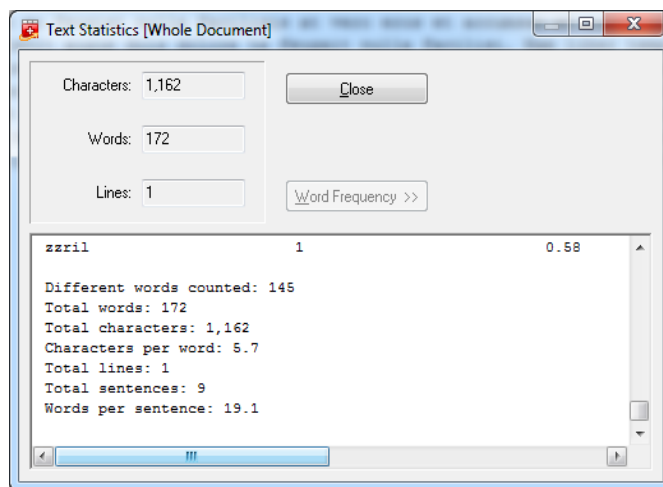 Text Statistics [Whole Document]
Characters: 1,162
Close
Words: 172
Lines: 1
Word Frequency >>
zzril 1 0.58
Different words counted: 145
Total words: 172
Total characters: 1,162
Characters per word: 5.7
Total lines: 1
Total sentences: 9
Words per sentence: 19.1